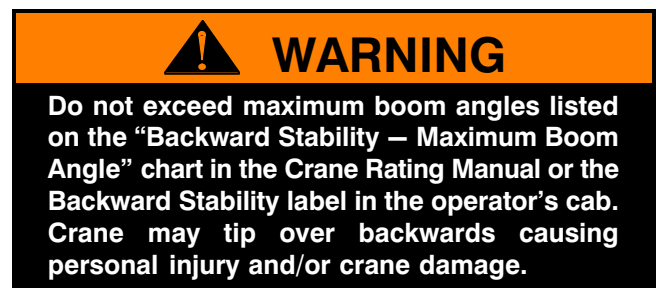 WARNING
Do not exceed maximum boom angles listed
on the “Backward Stability – Maximum Boom
Angle” chart in the Crane Rating Manual or the
Backward Stability label in the operator’s cab.
Crane may tip over backwards causing
personal injury and/or crane damage.